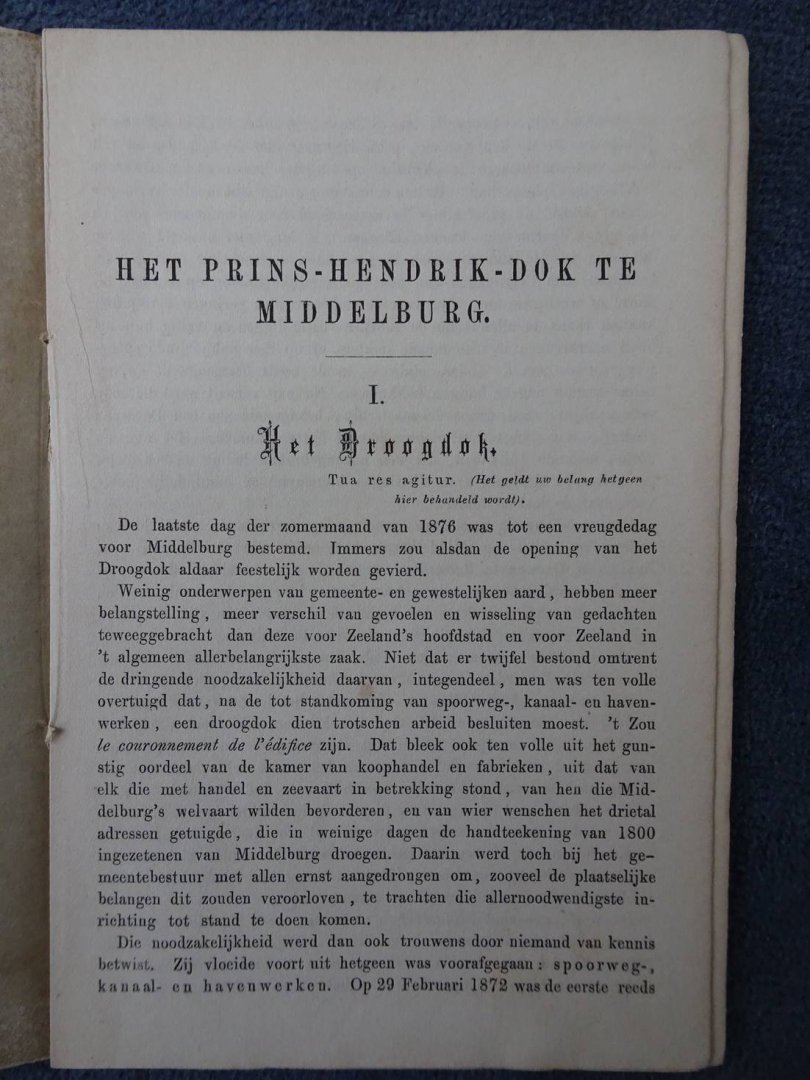 HET PRINS-HENDRIK-DOK TE
MIDDELBURG.
I.
Het Droogdok.
Tua res agitur. (Het geldt uw belang hetgeen
hier behandeld wordt).
De laatste dag der zomermaand van 1876 was tot een vreugdedag
voor Middelburg bestemd. Immers zou alsdan de opening van het
Droogdok aldaar feestelijk worden gevierd.
Weinig onderwerpen van gemeente- en gewestelijken aard, hebben meer
belangstelling, meer verschil van gevoelen en wisseling van gedachten
teweeggebracht dan deze voor Zeeland's hoofdstad en voor Zeeland in
't algemeen allerbelangrijkste zaak. Niet dat er twijfel bestond omtrent
de dringende noodzakelijkheid daarvan, integendeel, men was ten volle
overtuigd dat, na de tot standkoming van spoorweg-, kanaal- en haven-
werken, een droogdok dien trotschen arbeid besluiten moest. 't Zou
le couronnement de l'édifice zijn. Dat bleek ook ten volle uit het gun-
stig oordeel van de kamer van koophandel en fabrieken, uit dat van
elk die met handel en zeevaart in betrekking stond, van hen die Mid-
delburg's welvaart wilden bevorderen, en van wier wenschen het drietal
adressen getuigde, die in weinige dagen de handteekening van 1800
ingezetenen van Middelburg droegen. Daarin werd toch bij het ge-
meentebestuur met allen ernst aangedrongen om, zooveel de plaatselijke
belangen dit zouden veroorloven, te trachten die allernoodwendigste in-
richting tot stand te doen komen.
Die noodzakelijkheid werd dan ook trouwens door niemand van kennis
betwist. Zij vloeide voort uit hetgeen was voorafgegaan: spoorweg-,
kanaal- en havenwerken. Op 29 Februari 1872 was de eerste reeds